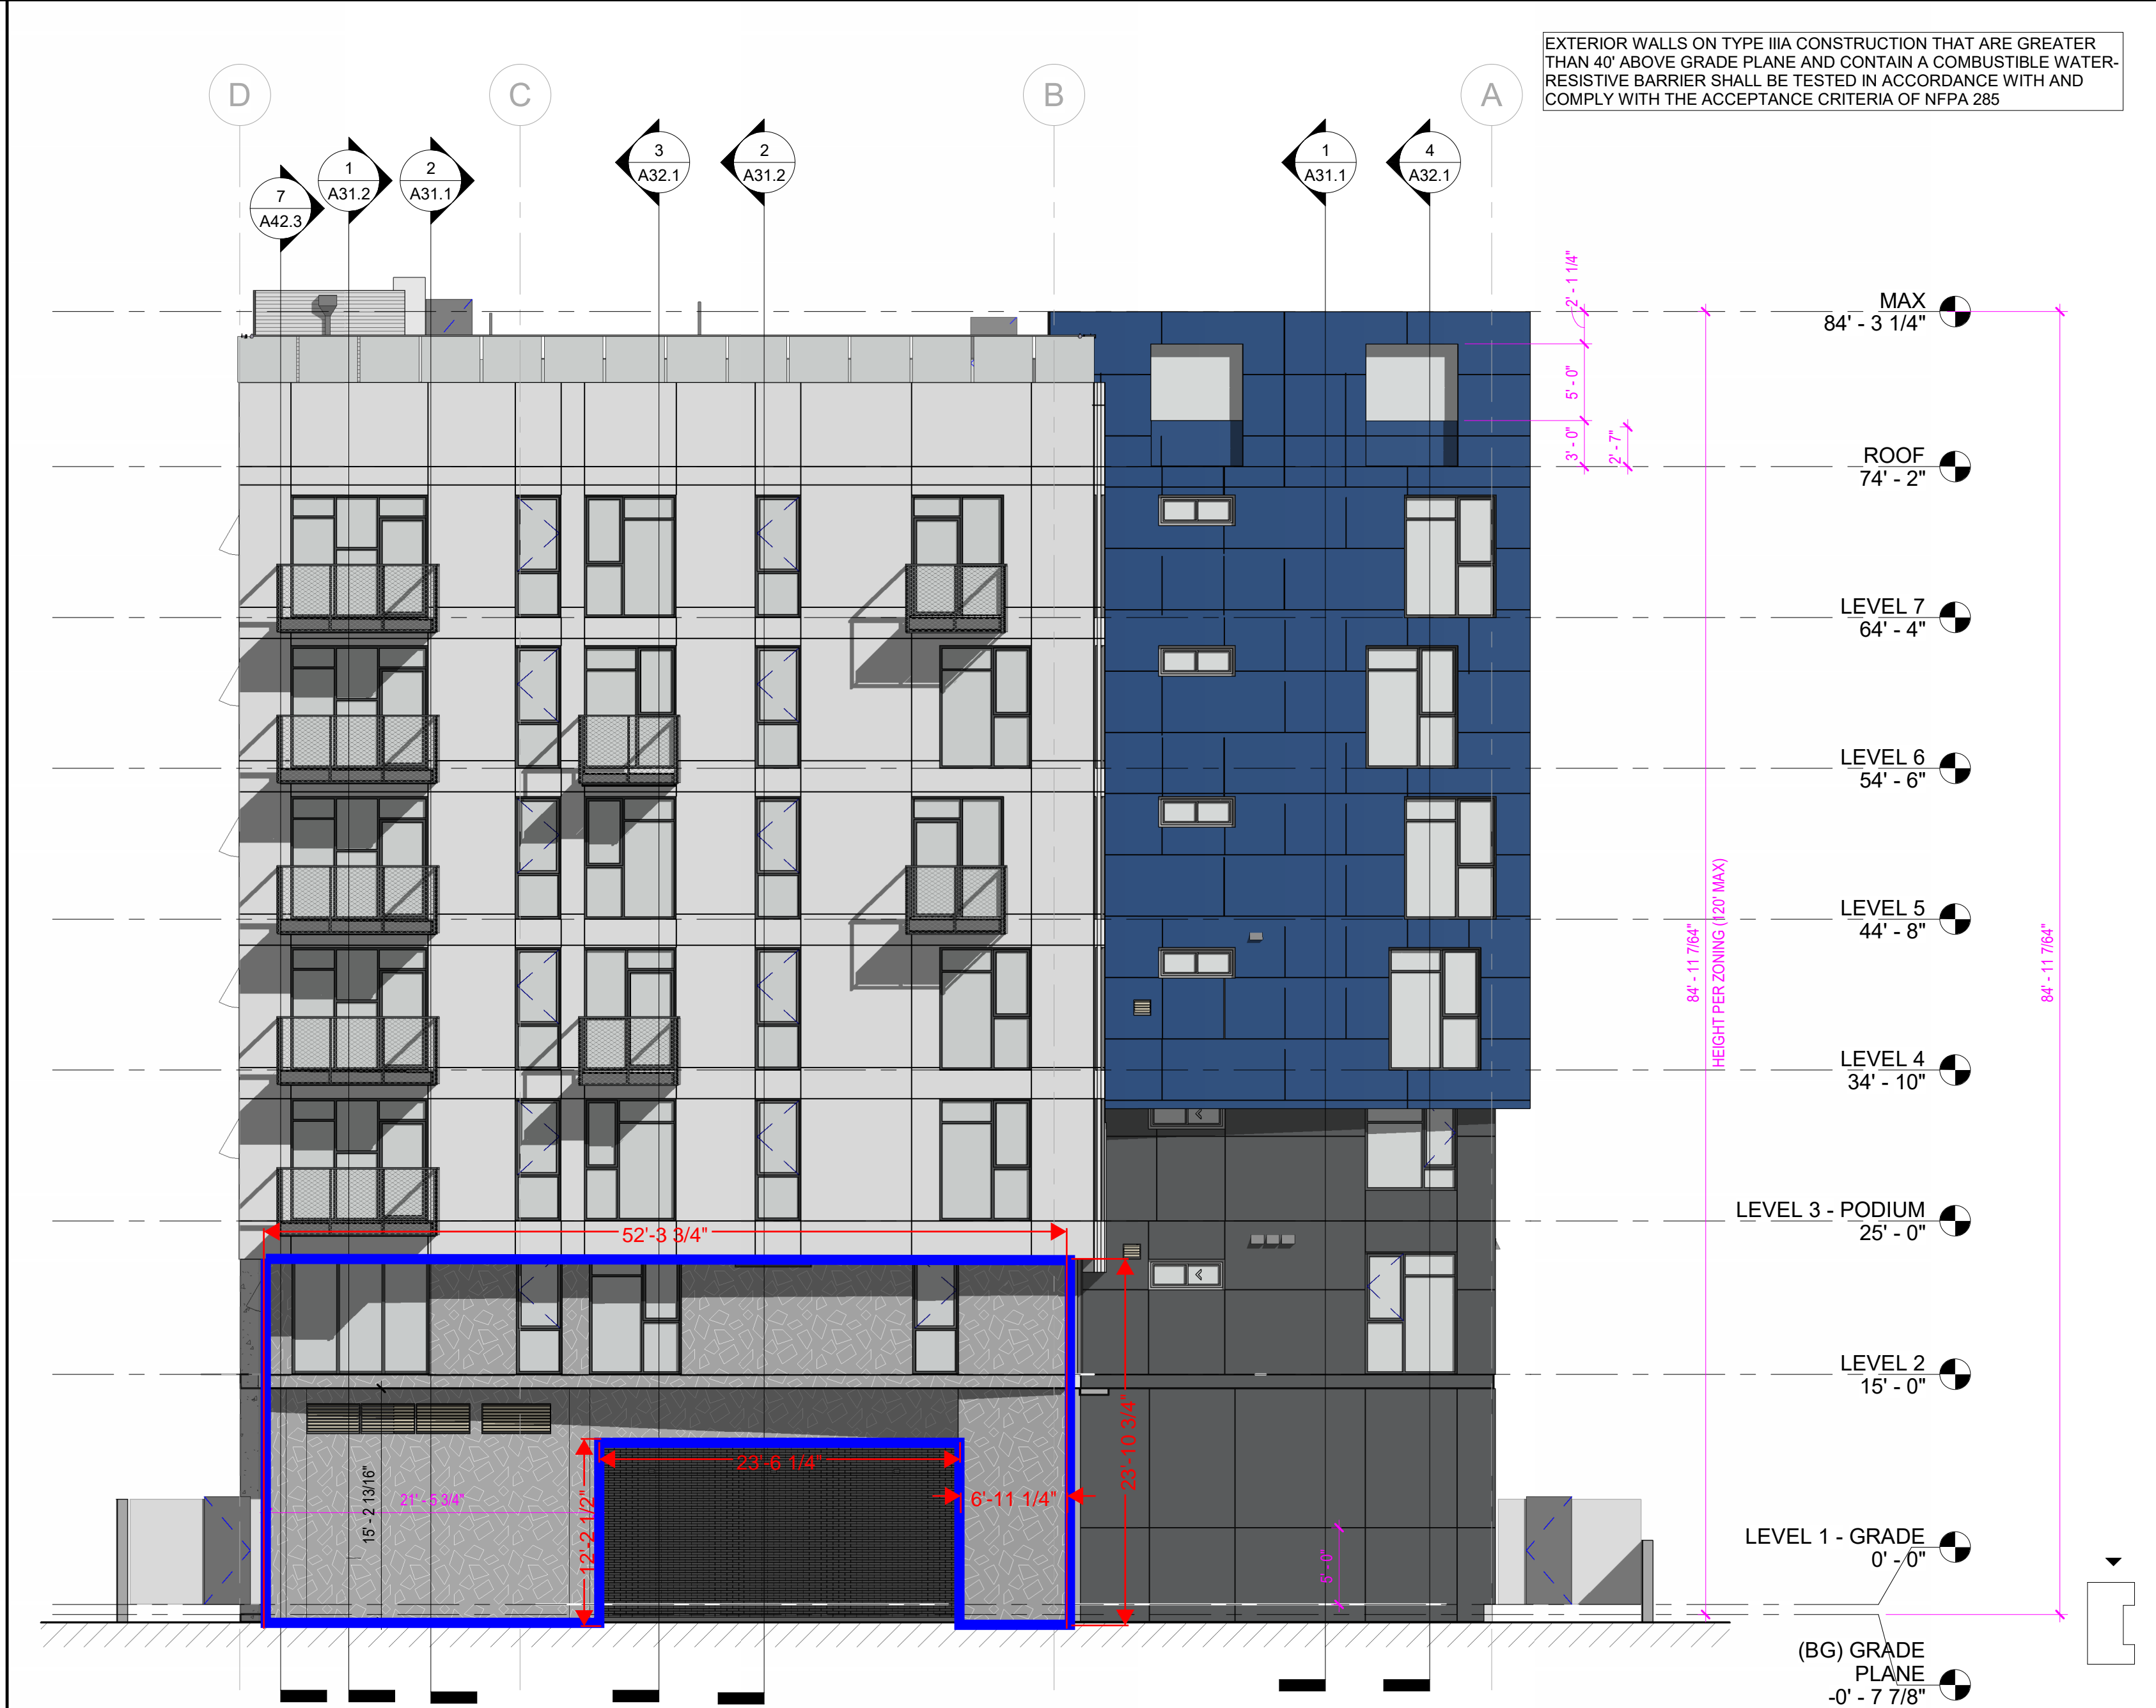 EXTERIOR WALLS ON TYPE IIIA CONSTRUCTION THAT ARE GREATER
THAN 40' ABOVE GRADE PLANE AND CONTAIN A COMBUSTIBLE WATER-
RESISTIVE BARRIER SHALL BE TESTED IN ACCORDANCE WITH AND
COMPLY WITH THE ACCEPTANCE CRITERIA OF NFPA 285
D
C
B
A
7
A42.3
1
A31.2
2
A31.1
3
A32.1
2
A31.2
1
A31.1
4
A32.1
2' - 1 1/4"
5' - 0"
3' - 0"
2' - 7"
MAX
84' - 3 1/4"
ROOF
74' - 2"
LEVEL 7
64' - 4"
LEVEL 6
54' - 6"
LEVEL 5
44' - 8"
LEVEL 4
34' - 10"
LEVEL 3 - PODIUM
25' - 0"
LEVEL 2
15' - 0"
LEVEL 1 - GRADE
0' - 0"
(BG) GRADE
PLANE
-0' - 7 7/8"
84' - 11 7/64"
HEIGHT PER ZONING (120' MAX)
84' - 11 7/64"
52'-3 3/4"
23'-10 3/4"
23'-6 1/4"
6'-11 1/4"
12'-2 1/2"
21' - 5 3/4"
15' - 2 13/16"